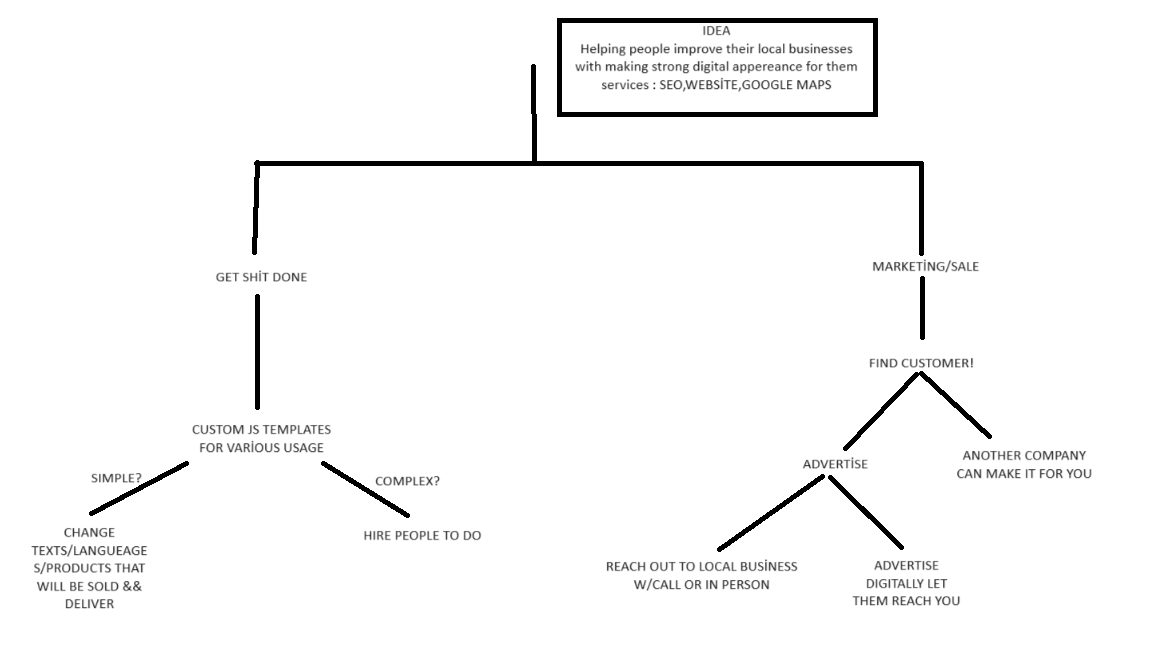 IDEA
Helping people improve their local businesses
with making strong digital appereance for them
services : SEO,WEBSİTE,GOOGLE MAPS
GET SHİT DONE
MARKETİNG/SALE
FIND CUSTOMER!
CUSTOM JS TEMPLATES
FOR VARİOUS USAGE
SIMPLE?
COMPLEX?
ADVERTİSE
ANOTHER COMPANY
CAN MAKE IT FOR YOU
CHANGE
TEXTS/LANGUEAGE
S/PRODUCTS THAT
WILL BE SOLD &&
DELIVER
HIRE PEOPLE TO DO
REACH OUT TO LOCAL BUSİNESS
W/CALL OR IN PERSON
ADVERTISE
DIGITALLY LET
THEM REACH YOU